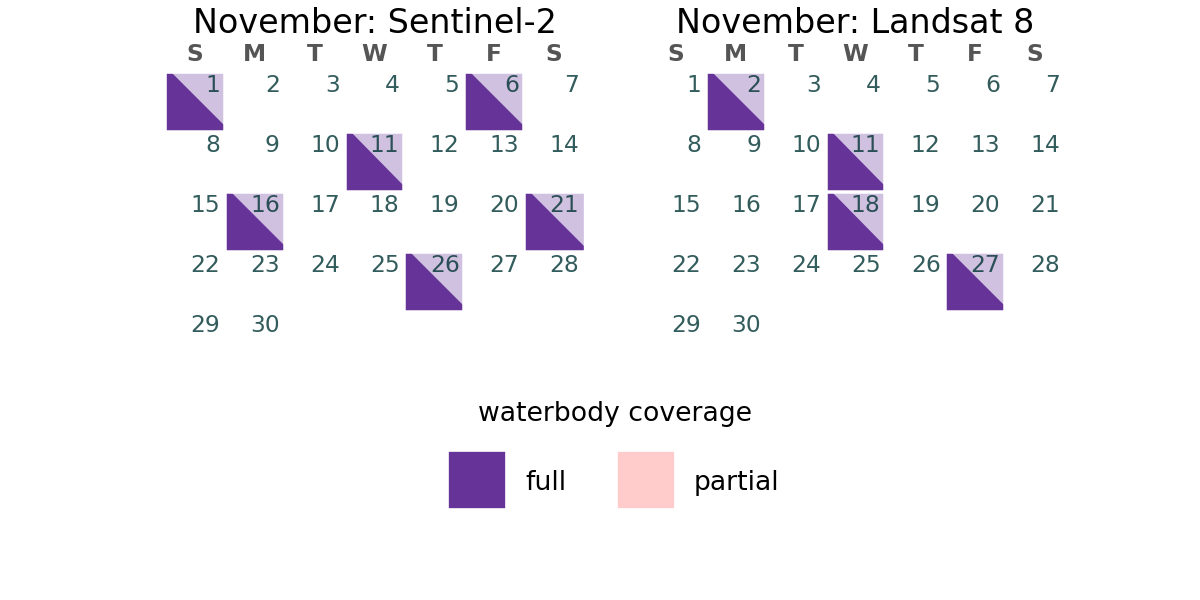 November: Sentinel-2
S M T W T F S
1 2 3 4 5 6 7
8 9 10 11 12 13 14
15 16 17 18 19 20 21
22 23 24 25 26 27 28
29 30
November: Landsat 8
S M T W T F S
1 2 3 4 5 6 7
8 9 10 11 12 13 14
15 16 17 18 19 20 21
22 23 24 25 26 27 28
29 30
waterbody coverage
full
partial